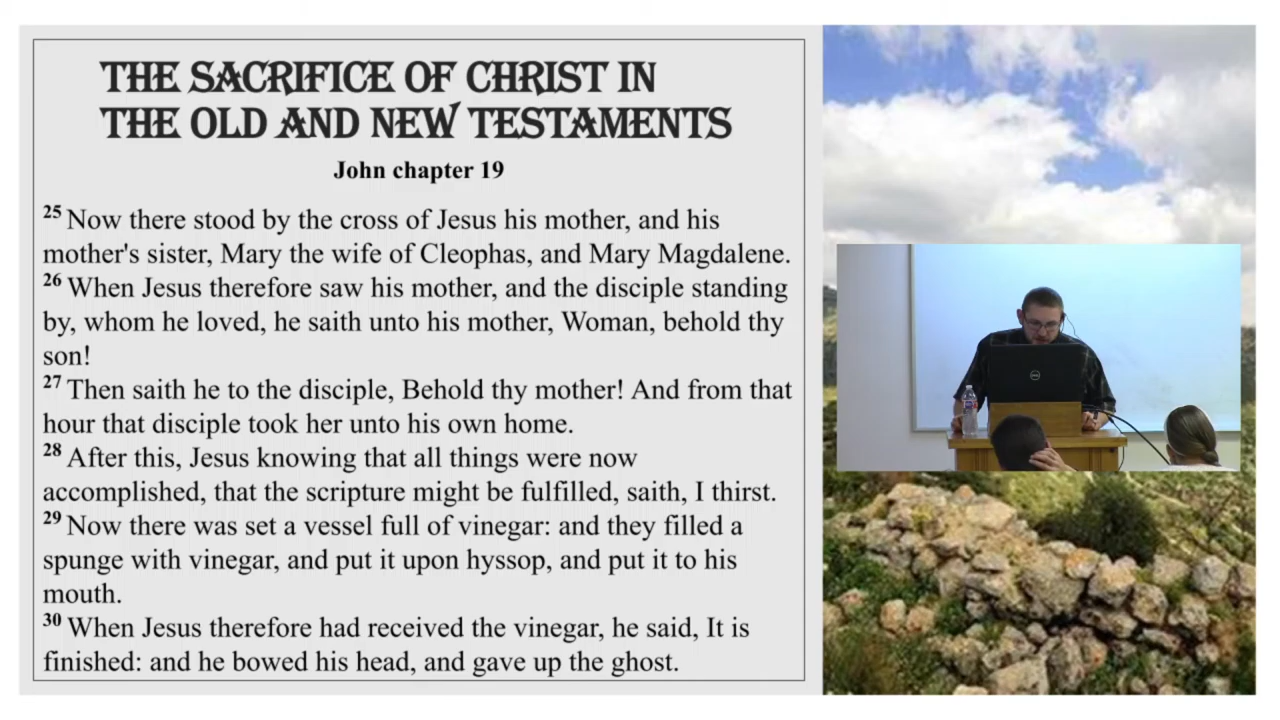 THE SACRIFICE OF CHRIST IN
THE OLD AND NEW TESTAMENTS
John chapter 19
25 Now there stood by the cross of Jesus his mother, and his
mother's sister, Mary the wife of Cleophas, and Mary Magdalene.
26 When Jesus therefore saw his mother, and the disciple standing
by, whom he loved, he saith unto his mother, Woman, behold thy
son!
27 Then saith he to the disciple, Behold thy mother! And from that
hour that disciple took her unto his own home.
28 After this, Jesus knowing that all things were now
accomplished, that the scripture might be fulfilled, saith, I thirst.
29 Now there was set a vessel full of vinegar: and they filled a
spunge with vinegar, and put it upon hyssop, and put it to his
mouth.
30 When Jesus therefore had received the vinegar, he said, It is
finished: and he bowed his head, and gave up the ghost.